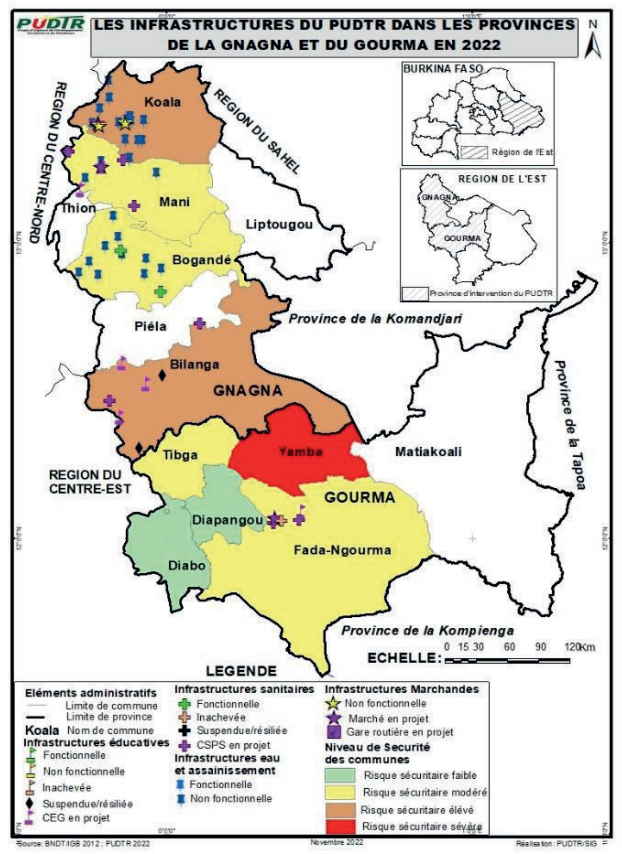 PUDTR
LES INFRASTRUCTURES DU PUDTR DANS LES PROVINCES
DE LA GNAGNA ET DU GOURMA EN 2022
N
BURKINA FASO
Région de l'Est
REGION DE L'EST
GNAGNA
GOURMA
Province d'intervention du PUDTR
REGION DU CENTRE-NORD
REGION DU SAHEL
Koala
Thion
Mani
Liptougou
Bogandé
Piéla
Province de la Komandjari
Bilanga
GNAGNA
Province de la Tapoa
REGION DU
CENTRE-EST
Tibga
Yamba
Matiakoali
GOURMA
Diapangou
Fada-Ngourma
Diabo
Province de la Kompienga
ECHELLE: 0 15 30 60 90 120 Km
LEGENDE
Eléments administratifs
Limite de commune
Limite de province
Koala Nom de commune
Infrastructures éducatives
Fonctionnelle
Non fonctionnelle
Inachevée
Suspendue/résiliée
CEG en projet
Infrastructures sanitaires
Fonctionnelle
Inachevée
Suspendue/résiliée
CSPS en projet
Infrastructures eau
et assainissement
Fonctionnelle
Non fonctionnelle
Infrastructures Marchandes
Non fonctionnelle
Marché en projet
Gare routière en projet
Niveau de Securité
des communes
Risque sécuritaire faible
Risque sécuritaire modéré
Risque sécuritaire élévé
Risque sécuritaire sévère
Source: BNDT/IGB 2012 ; PUDTR 2022
Novembre 2022
Réalisation : PUDTR/SIG